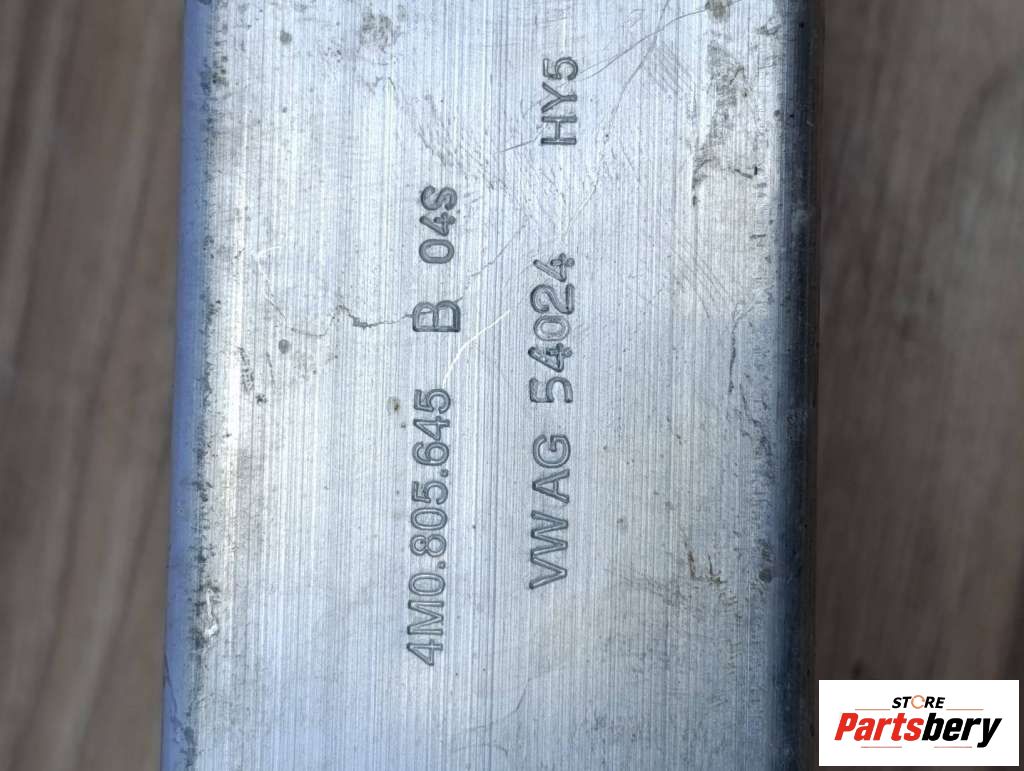 4M0.805.645 B 04S
VWAG 54024 HY5
STORE
Partsbery